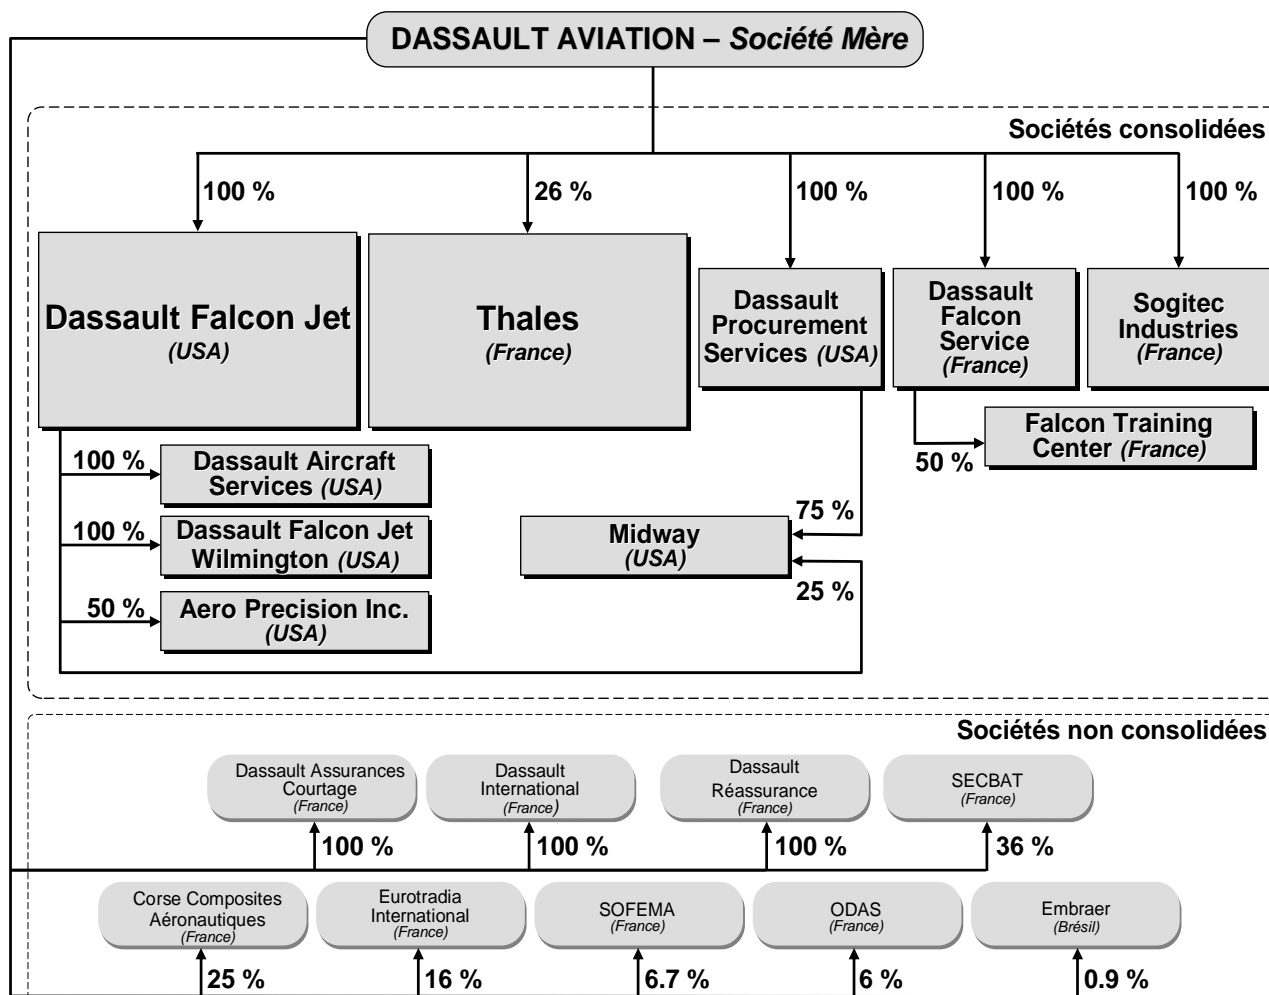 DASSAULT AVIATION – Société Mère
Sociétés consolidées
100 %
26 %
100 %
100 %
100 %
Dassault Falcon Jet
(USA)
Thales
(France)
Dassault
Procurement
Services (USA)
Dassault
Falcon
Service
(France)
Sogitec
Industries
(France)
100 %
Dassault Aircraft
Services (USA)
50 %
Falcon Training
Center (France)
100 %
Dassault Falcon Jet
Wilmington (USA)
Midway
(USA)
75 %
25 %
50 %
Aero Precision Inc.
(USA)
Sociétés non consolidées
Dassault Assurances
Courtage
(France)
Dassault
International
(France)
Dassault
Réassurance
(France)
SECBAT
(France)
100 %
100 %
100 %
36 %
Corse Composites
Aéronautiques
(France)
Eurotradia
International
(France)
SOFEMA
(France)
ODAS
(France)
Embraer
(Brésil)
25 %
16 %
6.7 %
6 %
0.9 %